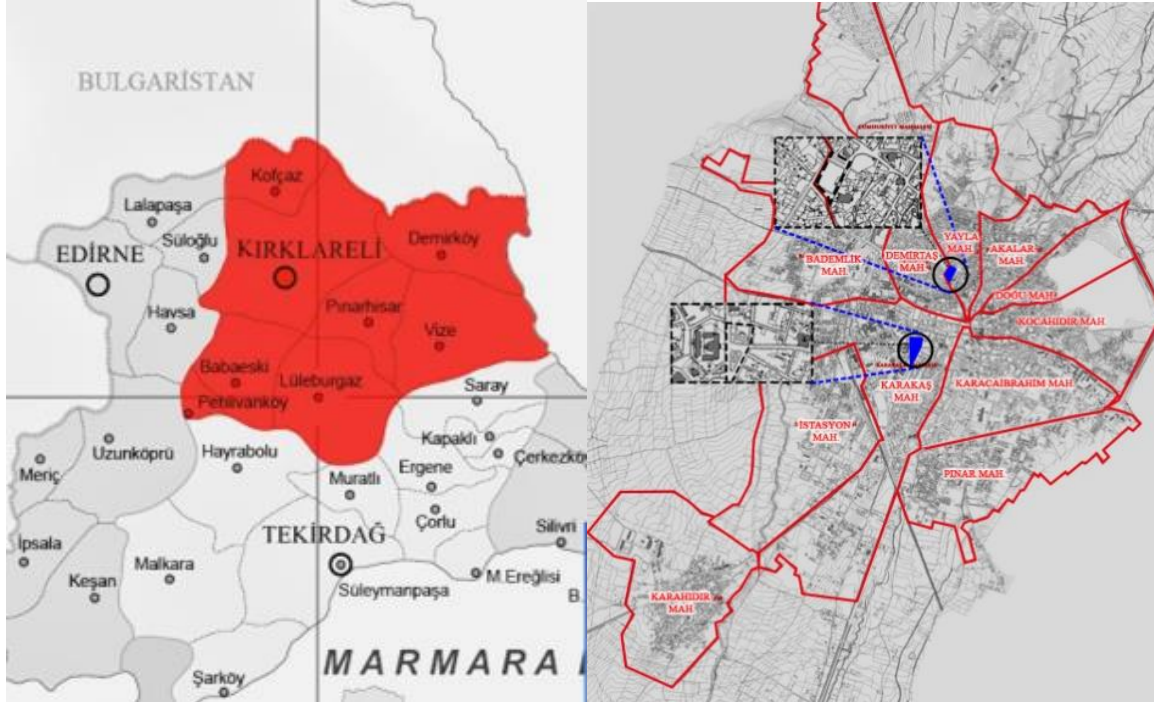 BULGARİSTAN
Kofçaz
Lalapaşa
Süloğlu
EDİRNE
KIRKLARELİ
Demirköy
Havsa
Pınarhisar
Vize
Babaeski
Lüleburgaz
Pehlivanköy
Saray
Uzunköprü
Hayrabolu
Kapaklı
Ergene
Çerkezköy
Meriç
Muratlı
Çorlu
TEKİRDAĞ
Silivri
İpsala
Malkara
Keşan
Süleymanpaşa
M.Ereğlisi
B.
Şarköy
MARMARA
YAYLA
MAH.
AKALAR
MAH.
BADEMLİK
MAH.
DEMİRTAŞ
MAH.
DOĞU MAH.
KOCAHIDIR MAH.
KARAKAŞ
MAH.
KARACAİBRAHİM MAH.
İSTASYON
MAH.
PINAR MAH.
KARAHIDIR
MAH.